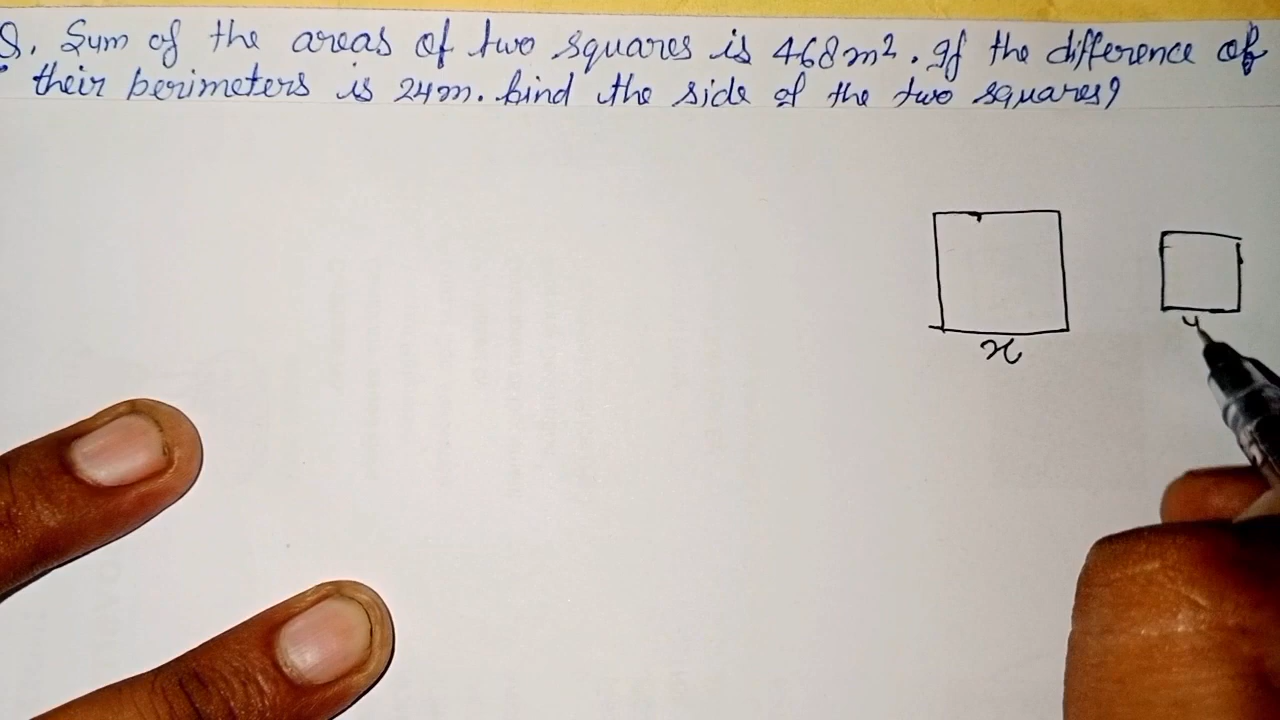 Q. Sum of the areas of two squares is 468m². If the difference of
their perimeters is 24m. find the side of the two squares?
x
y